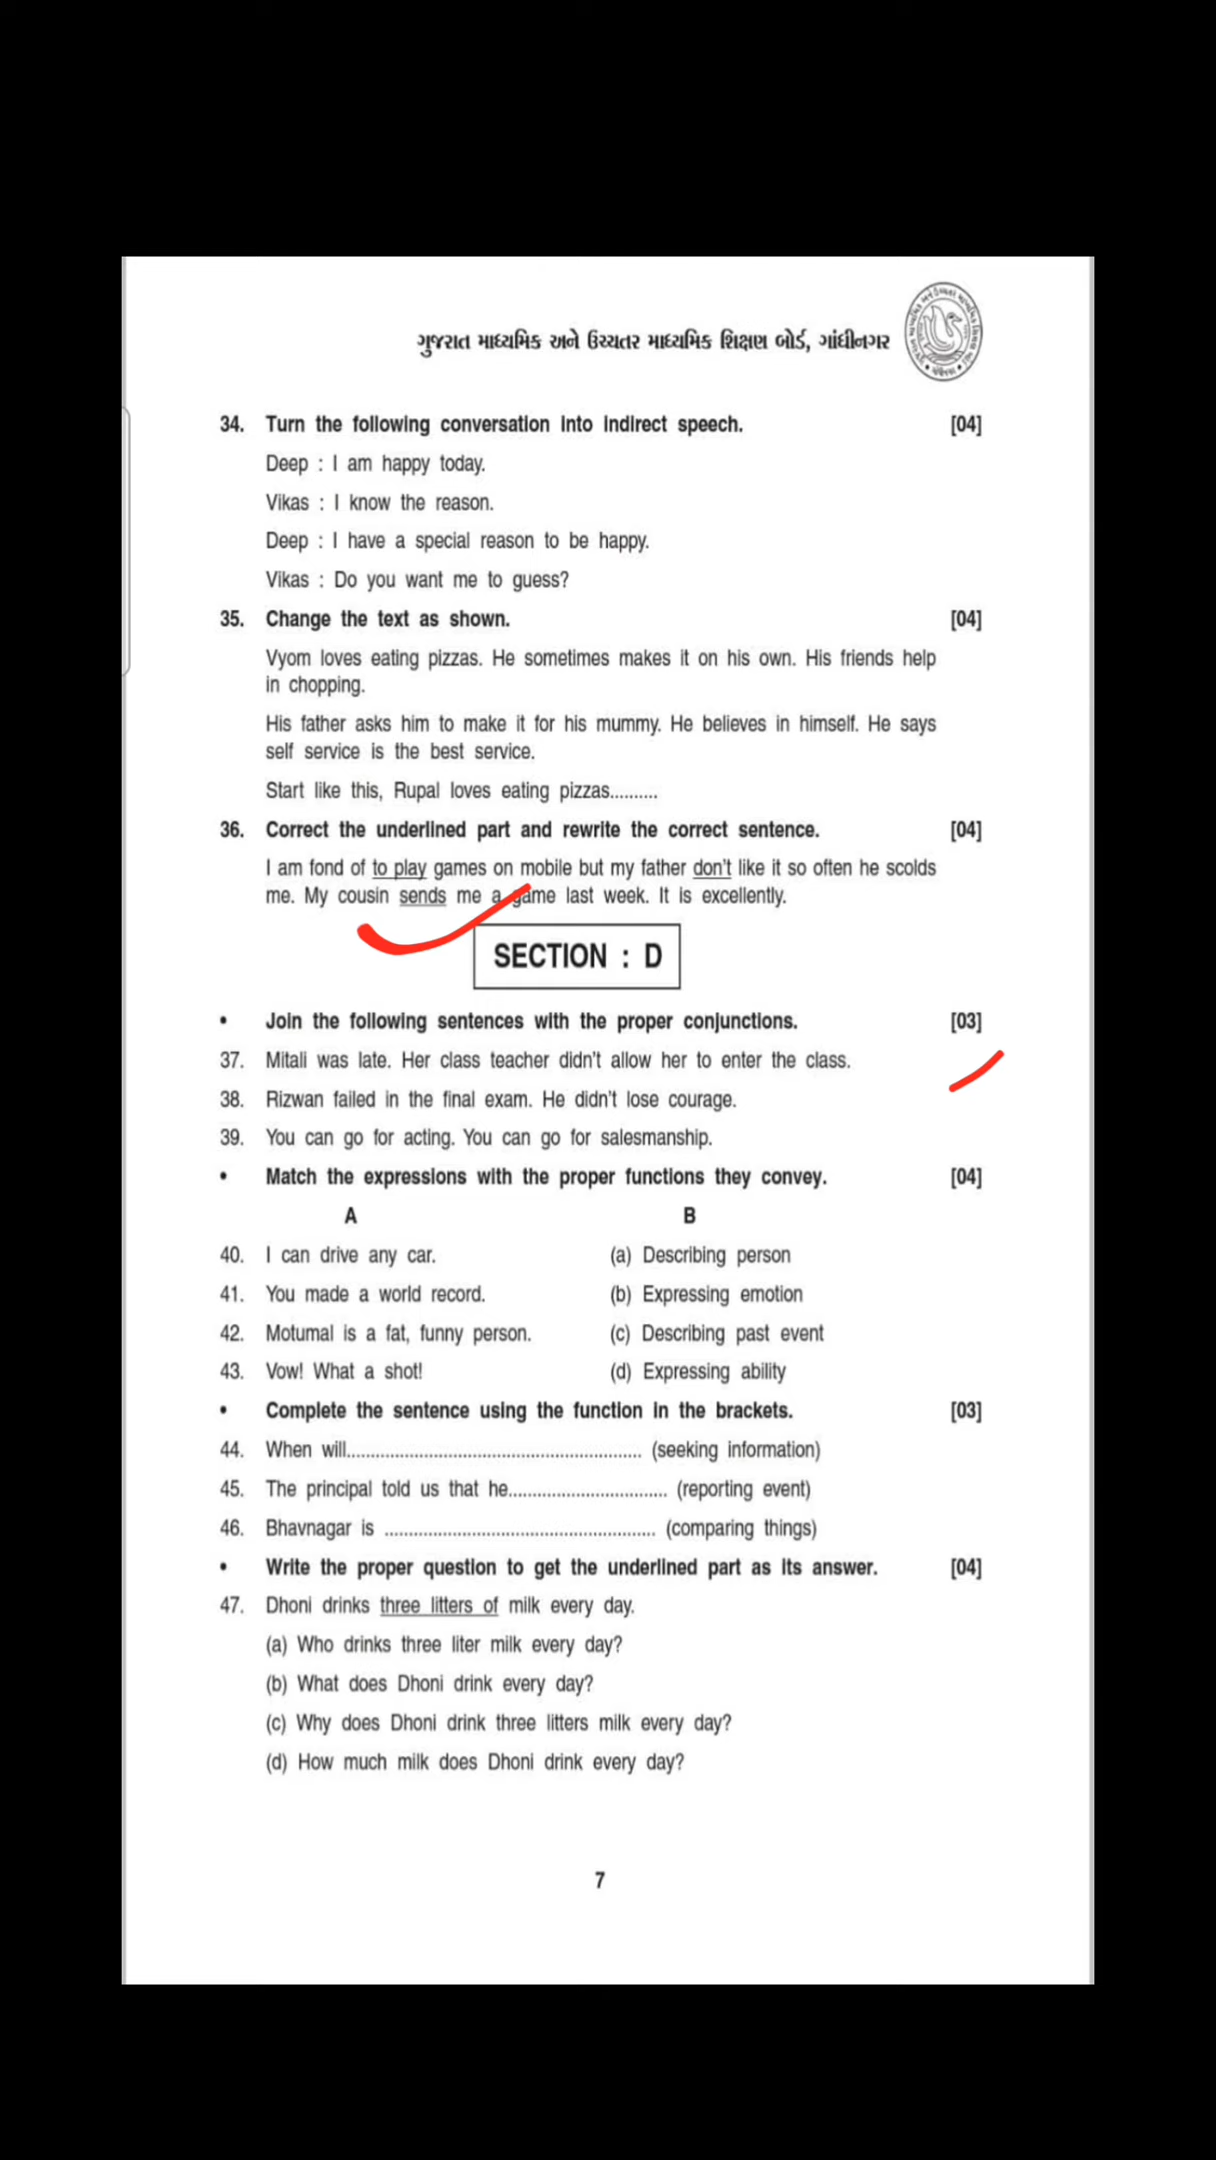 ગુજરાત માધ્યમિક અને ઉચ્ચતર માધ્યમિક શિક્ષણ બોર્ડ, ગાંધીનગર
34. Turn the following conversation into indirect speech. [04]
Deep : I am happy today.
Vikas : I know the reason.
Deep : I have a special reason to be happy.
Vikas : Do you want me to guess?
35. Change the text as shown. [04]
Vyom loves eating pizzas. He sometimes makes it on his own. His friends help
in chopping.
His father asks him to make it for his mummy. He believes in himself. He says
self service is the best service.
Start like this, Rupal loves eating pizzas..........
36. Correct the underlined part and rewrite the correct sentence. [04]
I am fond of to play games on mobile but my father don't like it so often he scolds
me. My cousin sends me a game last week. It is excellently.
SECTION : D
• Join the following sentences with the proper conjunctions. [03]
37. Mitali was late. Her class teacher didn't allow her to enter the class.
38. Rizwan failed in the final exam. He didn't lose courage.
39. You can go for acting. You can go for salesmanship.
• Match the expressions with the proper functions they convey. [04]
A B
40. I can drive any car. (a) Describing person
41. You made a world record. (b) Expressing emotion
42. Motumal is a fat, funny person. (c) Describing past event
43. Vow! What a shot! (d) Expressing ability
• Complete the sentence using the function in the brackets. [03]
44. When will............................................................. (seeking information)
45. The principal told us that he................................. (reporting event)
46. Bhavnagar is ........................................................ (comparing things)
• Write the proper question to get the underlined part as its answer. [04]
47. Dhoni drinks three litters of milk every day.
(a) Who drinks three liter milk every day?
(b) What does Dhoni drink every day?
(c) Why does Dhoni drink three litters milk every day?
(d) How much milk does Dhoni drink every day?
7